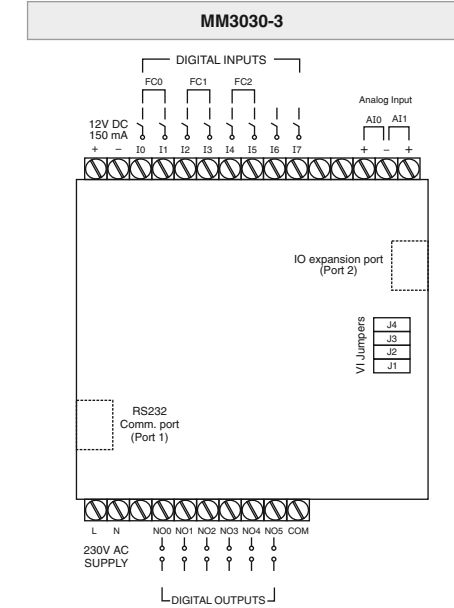 MM3030-3
DIGITAL INPUTS
FC0 FC1 FC2
Analog Input
12V DC
150 mA
AI0 AI1
+ – I0 I1 I2 I3 I4 I5 I6 I7 + – +
IO expansion port
(Port 2)
VI Jumpers
J4
J3
J2
J1
RS232
Comm. port
(Port 1)
L N NO0 NO1 NO2 NO3 NO4 NO5 COM
230V AC
SUPPLY
DIGITAL OUTPUTS